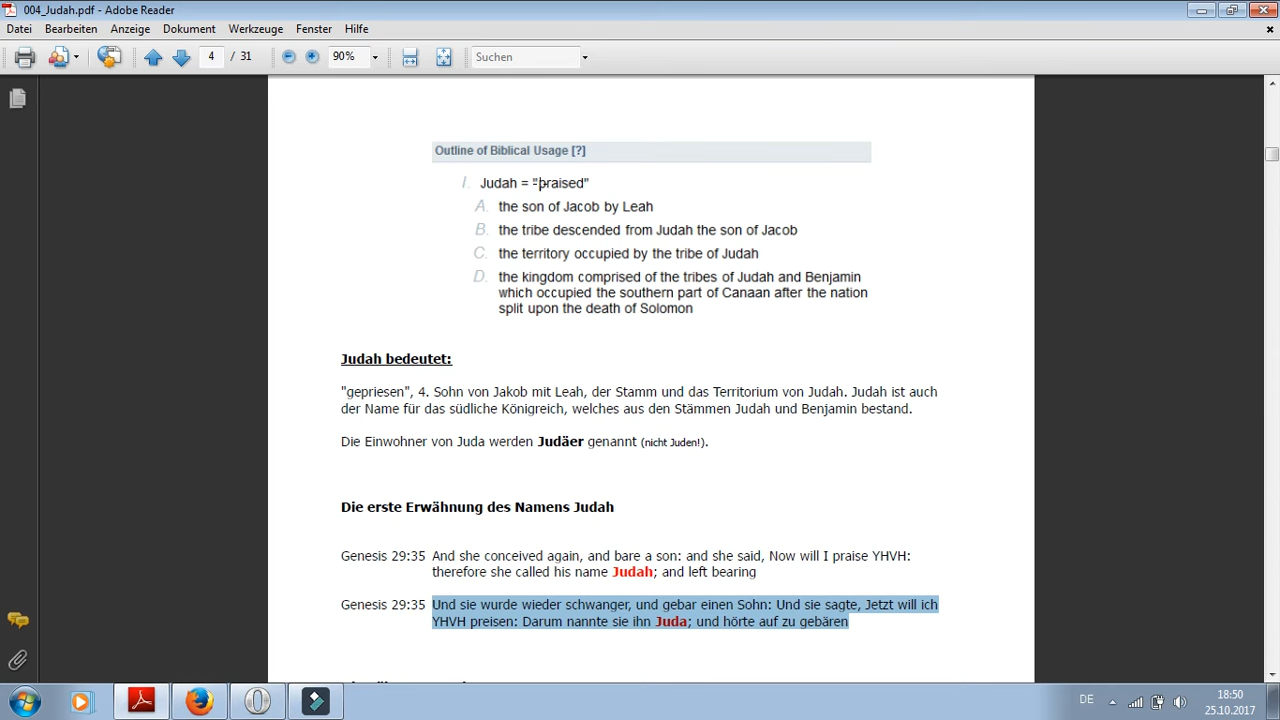 004_Judah.pdf - Adobe Reader
Datei Bearbeiten Anzeige Dokument Werkzeuge Fenster Hilfe
4 / 31 90% Suchen
Outline of Biblical Usage [?]
I. Judah = "praised"
A. the son of Jacob by Leah
B. the tribe descended from Judah the son of Jacob
C. the territory occupied by the tribe of Judah
D. the kingdom comprised of the tribes of Judah and Benjamin
which occupied the southern part of Canaan after the nation
split upon the death of Solomon
Judah bedeutet:
"gepriesen", 4. Sohn von Jakob mit Leah, der Stamm und das Territorium von Judah. Judah ist auch
der Name für das südliche Königreich, welches aus den Stämmen Judah und Benjamin bestand.
Die Einwohner von Juda werden Judäer genannt (nicht Juden!).
Die erste Erwähnung des Namens Judah
Genesis 29:35 And she conceived again, and bare a son: and she said, Now will I praise YHVH:
therefore she called his name Judah; and left bearing
Genesis 29:35 Und sie wurde wieder schwanger, und gebar einen Sohn: Und sie sagte, Jetzt will ich
YHVH preisen: Darum nannte sie ihn Juda; und hörte auf zu gebären
DE 18:50
25.10.2017